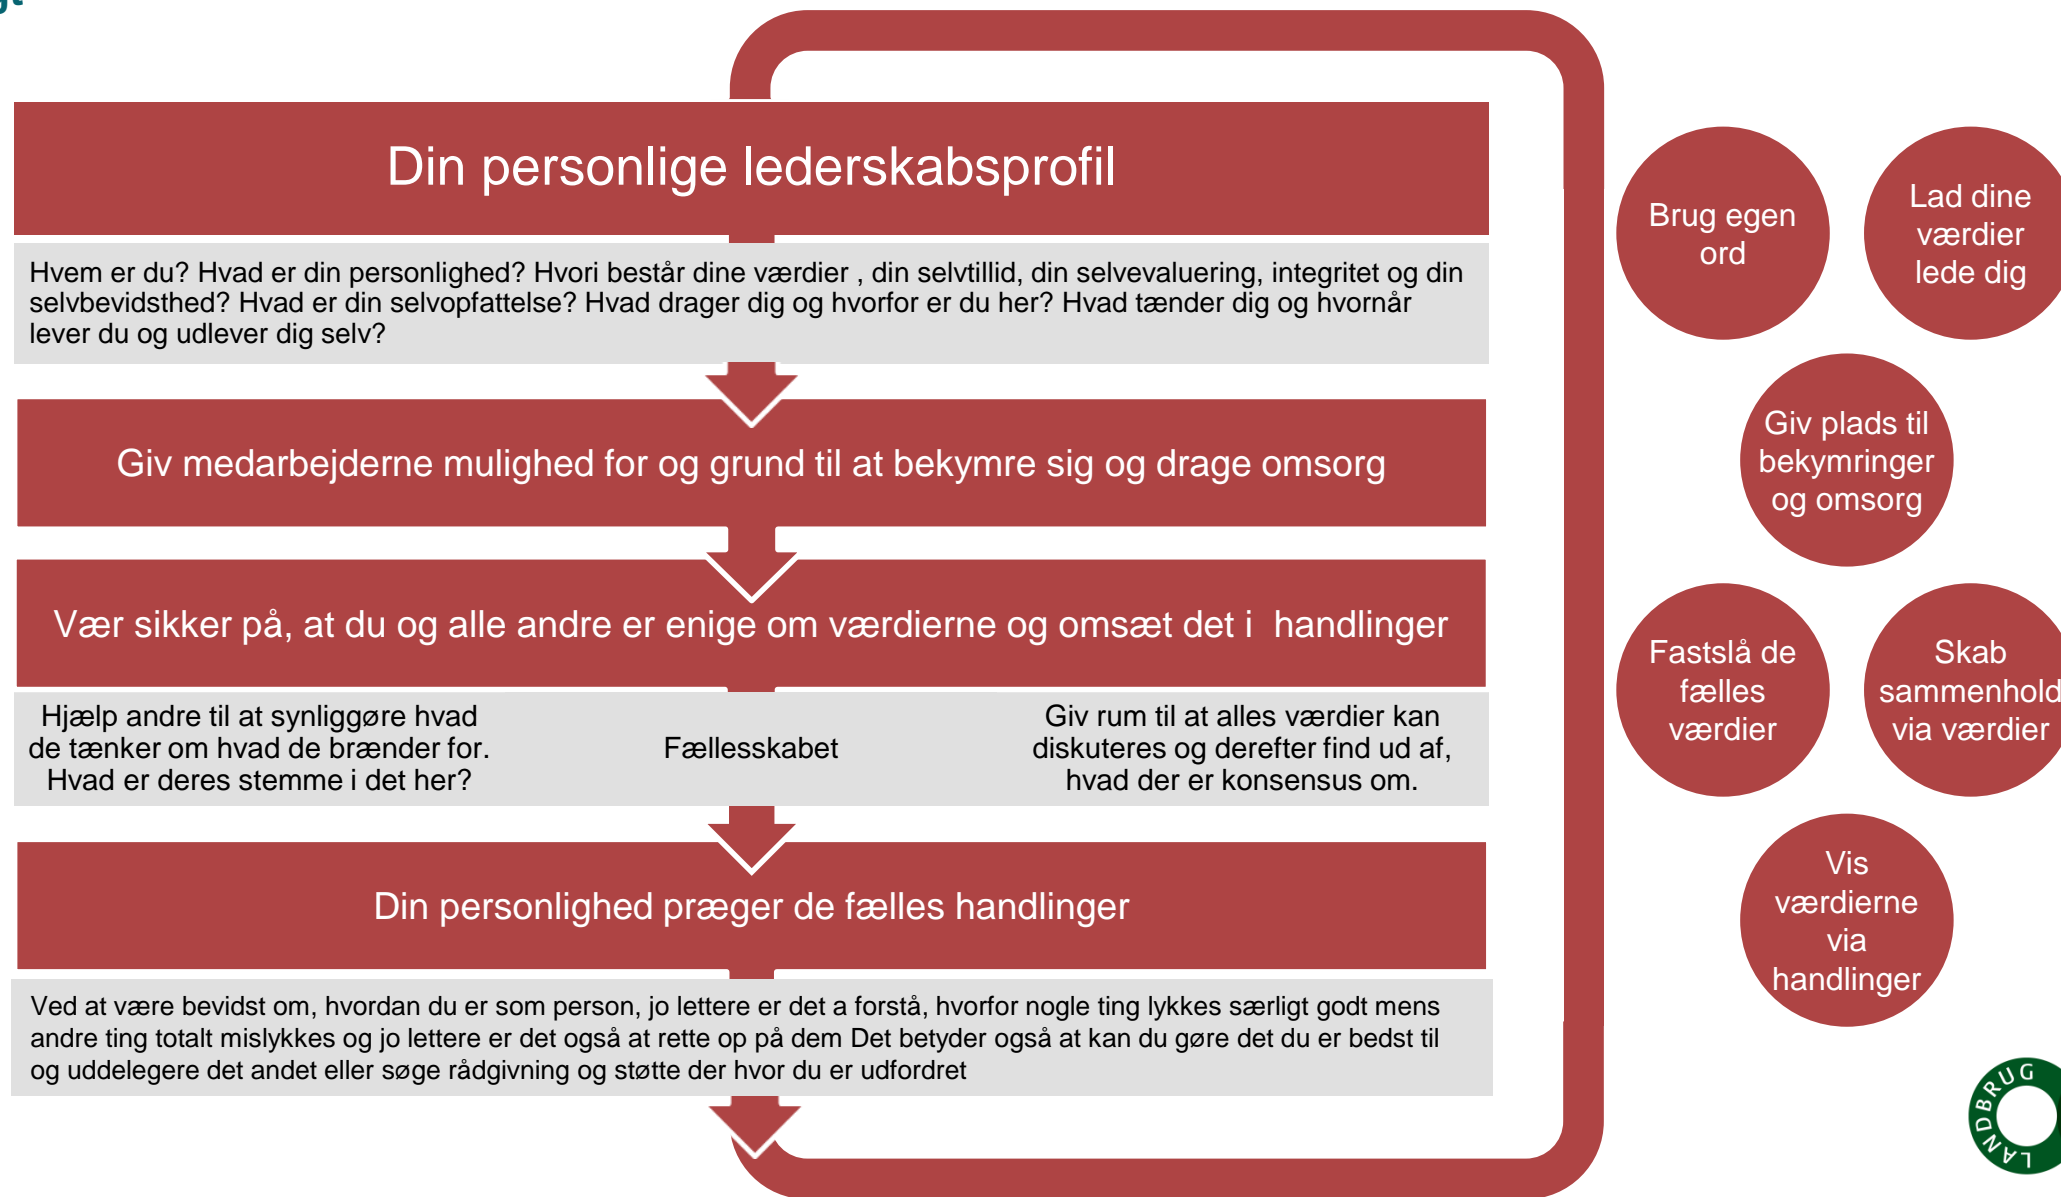 gt
Din personlige lederskabsprofil
Hvem er du? Hvad er din personlighed? Hvori består dine værdier , din selvtillid, din selvevaluering, integritet og din
selvbevidsthed? Hvad er din selvopfattelse? Hvad drager dig og hvorfor er du her? Hvad tænder dig og hvornår
lever du og udlever dig selv?
Giv medarbejderne mulighed for og grund til at bekymre sig og drage omsorg
Vær sikker på, at du og alle andre er enige om værdierne og omsæt det i  handlinger
Hjælp andre til at synliggøre hvad
de tænker om hvad de brænder for.
Hvad er deres stemme i det her?
Fællesskabet
Giv rum til at alles værdier kan
diskuteres og derefter find ud af,
hvad der er konsensus om.
Din personlighed præger de fælles handlinger
Ved at være bevidst om, hvordan du er som person, jo lettere er det a forstå, hvorfor nogle ting lykkes særligt godt mens
andre ting totalt mislykkes og jo lettere er det også at rette op på dem Det betyder også at kan du gøre det du er bedst til
og uddelegere det andet eller søge rådgivning og støtte der hvor du er udfordret
Brug egen
ord
Lad dine
værdier
lede dig
Giv plads til
bekymringer
og omsorg
Fastslå de
fælles
værdier
Skab
sammenhold
via værdier
Vis
værdierne
via
handlinger
LANDBRUG